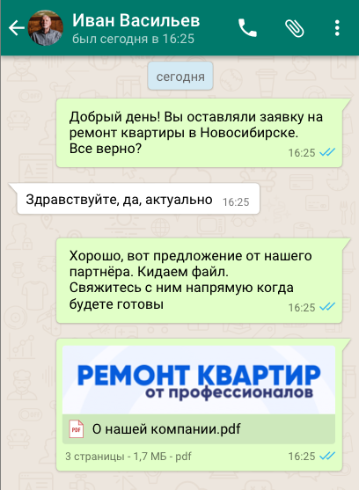 Иван Васильев
был сегодня в 16:25
сегодня
Добрый день! Вы оставляли заявку на
ремонт квартиры в Новосибирске.
Все верно?
16:25
Здравствуйте, да, актуально
16:25
Хорошо, вот предложение от нашего
партнёра. Кидаем файл.
Свяжитесь с ним напрямую когда
будете готовы
16:25
РЕМОНТ КВАРТИР
от профессионалов
PDF
О нашей компании.pdf
3 страницы - 1,7 МБ - pdf
16:25